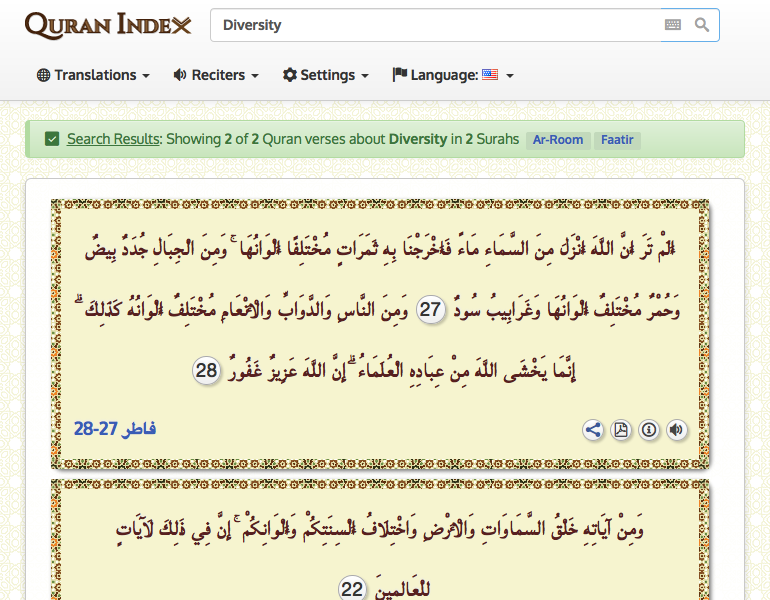 QURAN INDEX
Diversity
Translations Reciters Settings Language:
Search Results: Showing 2 of 2 Quran verses about Diversity in 2 Surahs Ar-Room Faatir
أَلَمْ تَرَ أَنَّ اللَّهَ أَنْزَلَ مِنَ السَّمَاءِ مَاءً فَأَخْرَجْنَا بِهِ ثَمَرَاتٍ مُخْتَلِفًا أَلْوَانُهَا ۚ وَمِنَ الْجِبَالِ جُدَدٌ بِيضٌ
وَحُمْرٌ مُخْتَلِفٌ أَلْوَانُهَا وَغَرَابِيبُ سُودٌ 27 وَمِنَ النَّاسِ وَالدَّوَابِّ وَالْأَنْعَامِ مُخْتَلِفٌ أَلْوَانُهُ كَذَٰلِكَ ۗ
إِنَّمَا يَخْشَى اللَّهَ مِنْ عِبَادِهِ الْعُلَمَاءُ ۗ إِنَّ اللَّهَ عَزِيزٌ غَفُورٌ 28
فاطر 27-28
وَمِنْ آيَاتِهِ خَلْقُ السَّمَاوَاتِ وَالْأَرْضِ وَاخْتِلَافُ أَلْسِنَتِكُمْ وَأَلْوَانِكُمْ ۚ إِنَّ فِي ذَٰلِكَ لَآيَاتٍ
لِلْعَالِمِينَ 22